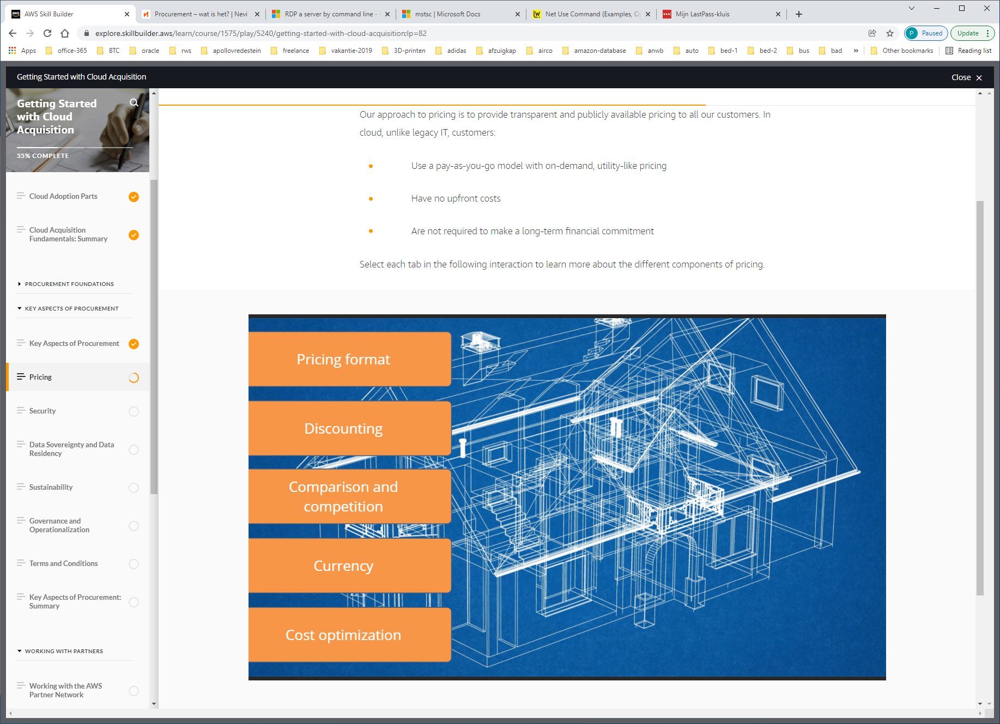 AWS Skill Builder
Procurement – wat is het? | Nevi
RDP a server by command line -
mstsc | Microsoft Docs
Net Use Command (Examples, O
Mijn LastPass-kluis
explore.skillbuilder.aws/learn/course/1575/play/5240/getting-started-with-cloud-acquisition;lp=82
P Paused
Update
Apps
office-365
BTC
oracle
rws
apollovredestein
freelance
vakantie-2019
3D-printen
adidas
afzuigkap
airco
amazon-database
anwb
auto
bed-1
bed-2
bus
bad
»
Other bookmarks
Reading list
Getting Started with Cloud Acquisition
Close
Getting Started
with Cloud
Acquisition
35% COMPLETE
Cloud Adoption Parts
Cloud Acquisition
Fundamentals: Summary
PROCUREMENT FOUNDATIONS
KEY ASPECTS OF PROCUREMENT
Key Aspects of Procurement
Pricing
Security
Data Sovereignty and Data
Residency
Sustainability
Governance and
Operationalization
Terms and Conditions
Key Aspects of Procurement:
Summary
WORKING WITH PARTNERS
Working with the AWS
Partner Network
Our approach to pricing is to provide transparent and publicly available pricing to all our customers. In
cloud, unlike legacy IT, customers:
Use a pay-as-you-go model with on-demand, utility-like pricing
Have no upfront costs
Are not required to make a long-term financial commitment
Select each tab in the following interaction to learn more about the different components of pricing.
Pricing format
Discounting
Comparison and
competition
Currency
Cost optimization